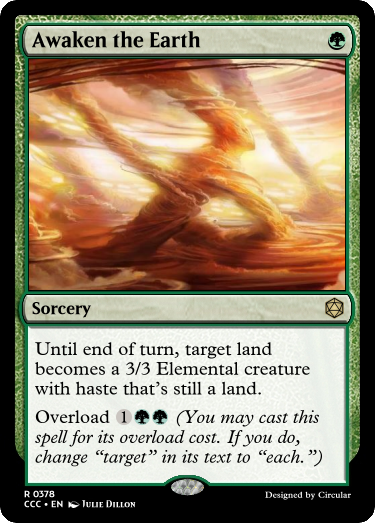 Awaken the Earth
Sorcery
Until end of turn, target land
becomes a 3/3 Elemental creature
with haste that's still a land.
Overload 1 (You may cast this
spell for its overload cost. If you do,
change “target” in its text to “each.”)
R 0378
CCC • EN Julie Dillon
Designed by Circular